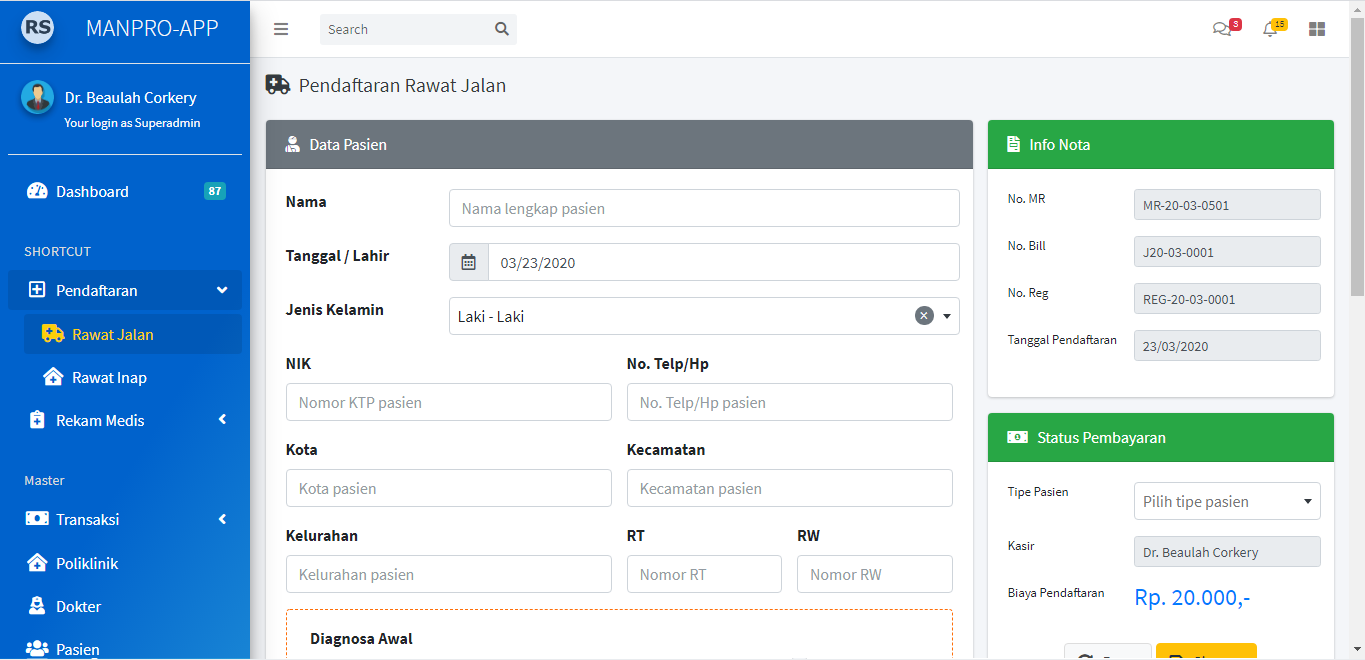 RS MANPRO-APP
Search
3
15
Dr. Beaulah Corkery
Your login as Superadmin
Dashboard 87
SHORTCUT
Pendaftaran
Rawat Jalan
Rawat Inap
Rekam Medis
Master
Transaksi
Poliklinik
Dokter
Pasien
Pendaftaran Rawat Jalan
Data Pasien
Nama
Nama lengkap pasien
Tanggal / Lahir
03/23/2020
Jenis Kelamin
Laki - Laki
NIK No. Telp/Hp
Nomor KTP pasien No. Telp/Hp pasien
Kota Kecamatan
Kota pasien Kecamatan pasien
Kelurahan RT RW
Kelurahan pasien Nomor RT Nomor RW
Diagnosa Awal
Info Nota
No. MR MR-20-03-0501
No. Bill J20-03-0001
No. Reg REG-20-03-0001
Tanggal Pendaftaran 23/03/2020
Status Pembayaran
Tipe Pasien Pilih tipe pasien
Kasir Dr. Beaulah Corkery
Biaya Pendaftaran Rp. 20.000,-